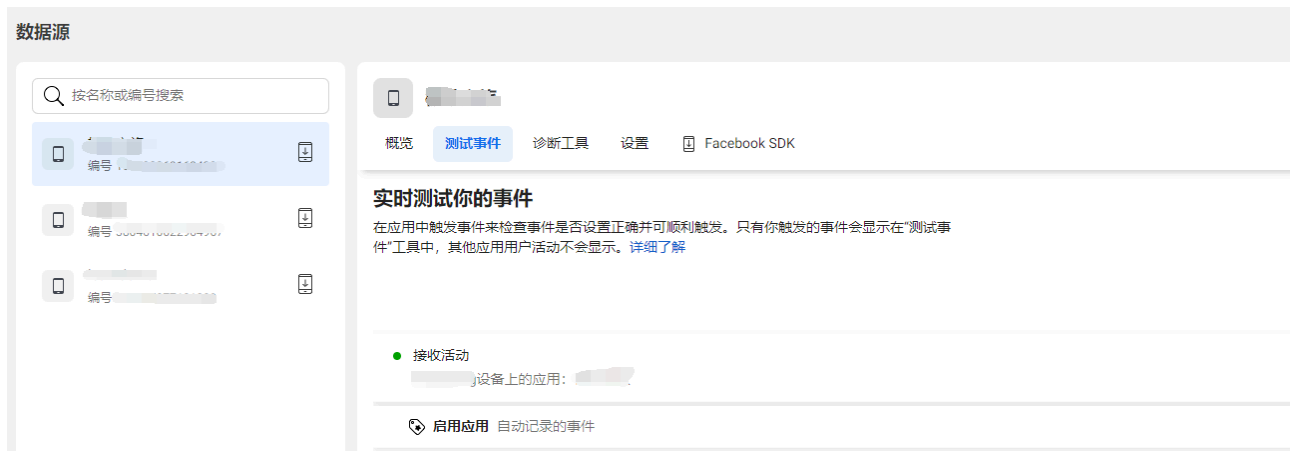 数据源
按名称或编号搜索
编号
编号
编号
概览 测试事件 诊断工具 设置 Facebook SDK
实时测试你的事件
在应用中触发事件来检查事件是否设置正确并可顺利触发。只有你触发的事件会显示在“测试事
件”工具中，其他应用用户活动不会显示。详细了解
接收活动
设备上的应用：
启用应用 自动记录的事件